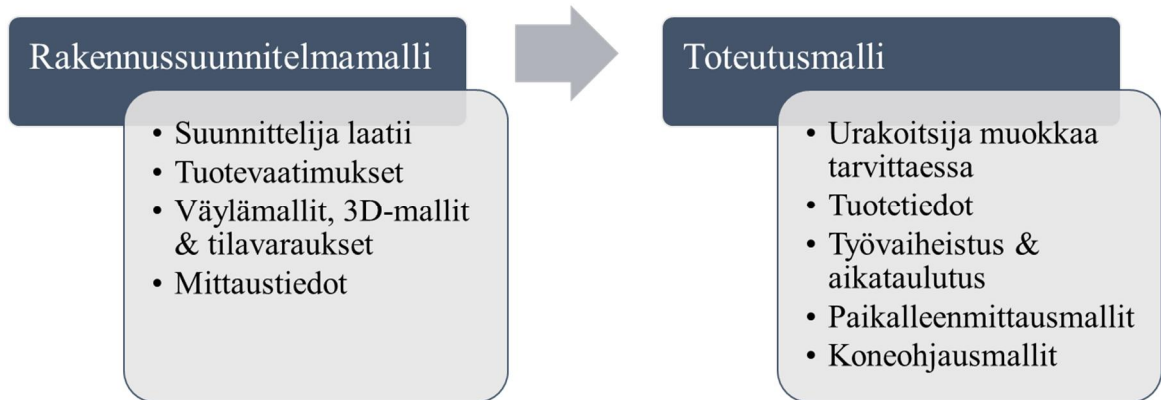 Rakennussuunnitelmamalli
• Suunnittelija laatii
• Tuotevaatimukset
• Väylämallit, 3D-mallit
& tilavaraukset
• Mittaustiedot
Toteutusmalli
• Urakoitsija muokkaa
tarvittaessa
• Tuotetiedot
• Työvaiheistus &
aikataulutus
• Paikalleenmittausmallit
• Koneohjausmallit